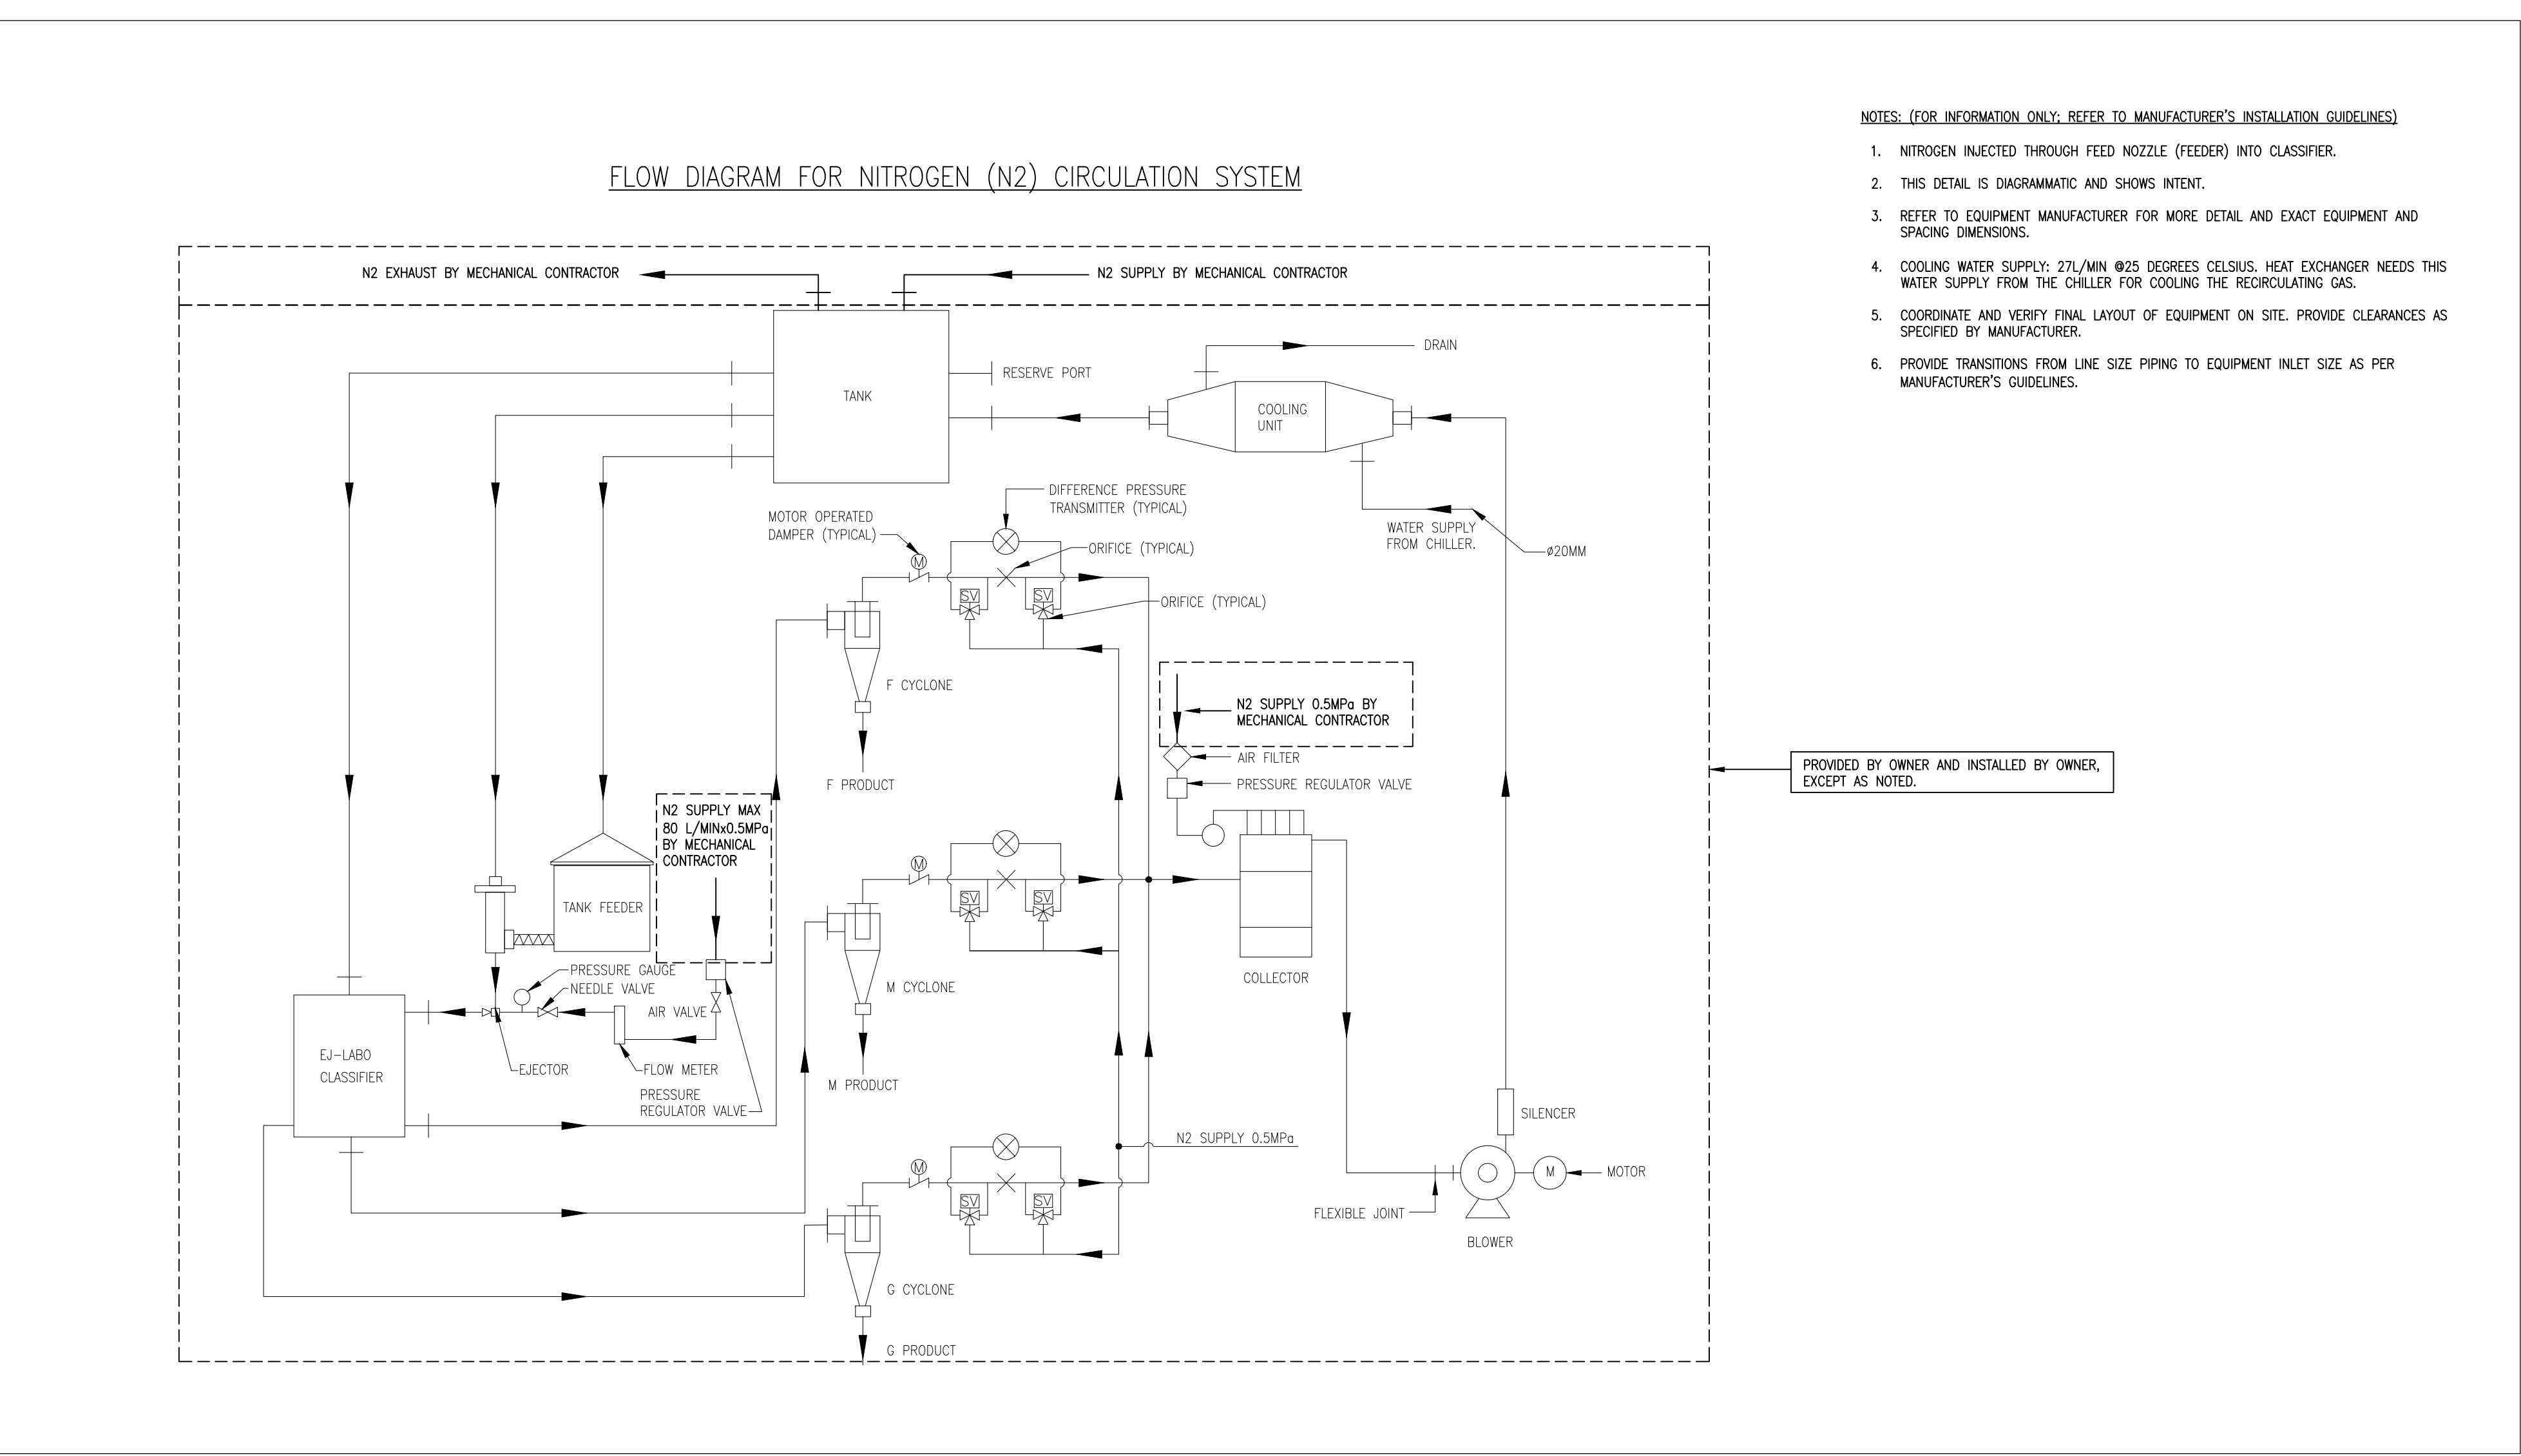 FLOW DIAGRAM FOR NITROGEN (N2) CIRCULATION SYSTEM
NOTES: (FOR INFORMATION ONLY; REFER TO MANUFACTURER'S INSTALLATION GUIDELINES)
1. NITROGEN INJECTED THROUGH FEED NOZZLE (FEEDER) INTO CLASSIFIER.
2. THIS DETAIL IS DIAGRAMMATIC AND SHOWS INTENT.
3. REFER TO EQUIPMENT MANUFACTURER FOR MORE DETAIL AND EXACT EQUIPMENT AND
SPACING DIMENSIONS.
4. COOLING WATER SUPPLY: 27L/MIN @25 DEGREES CELSIUS. HEAT EXCHANGER NEEDS THIS
WATER SUPPLY FROM THE CHILLER FOR COOLING THE RECIRCULATING GAS.
5. COORDINATE AND VERIFY FINAL LAYOUT OF EQUIPMENT ON SITE. PROVIDE CLEARANCES AS
SPECIFIED BY MANUFACTURER.
6. PROVIDE TRANSITIONS FROM LINE SIZE PIPING TO EQUIPMENT INLET SIZE AS PER
MANUFACTURER'S GUIDELINES.
N2 EXHAUST BY MECHANICAL CONTRACTOR
N2 SUPPLY BY MECHANICAL CONTRACTOR
DRAIN
RESERVE PORT
TANK
COOLING
UNIT
DIFFERENCE PRESSURE
TRANSMITTER (TYPICAL)
MOTOR OPERATED
DAMPER (TYPICAL)
WATER SUPPLY
FROM CHILLER.
ø20MM
ORIFICE (TYPICAL)
M
SV
SV
ORIFICE (TYPICAL)
F CYCLONE
F PRODUCT
N2 SUPPLY 0.5MPa BY
MECHANICAL CONTRACTOR
AIR FILTER
PRESSURE REGULATOR VALVE
PROVIDED BY OWNER AND INSTALLED BY OWNER,
EXCEPT AS NOTED.
N2 SUPPLY MAX
80 L/MINx0.5MPa
BY MECHANICAL
CONTRACTOR
TANK FEEDER
M
SV
SV
M CYCLONE
M PRODUCT
COLLECTOR
PRESSURE GAUGE
NEEDLE VALVE
AIR VALVE
EJ-LABO
CLASSIFIER
EJECTOR
FLOW METER
PRESSURE
REGULATOR VALVE
SILENCER
N2 SUPPLY 0.5MPa
M
SV
SV
M
MOTOR
FLEXIBLE JOINT
BLOWER
G CYCLONE
G PRODUCT